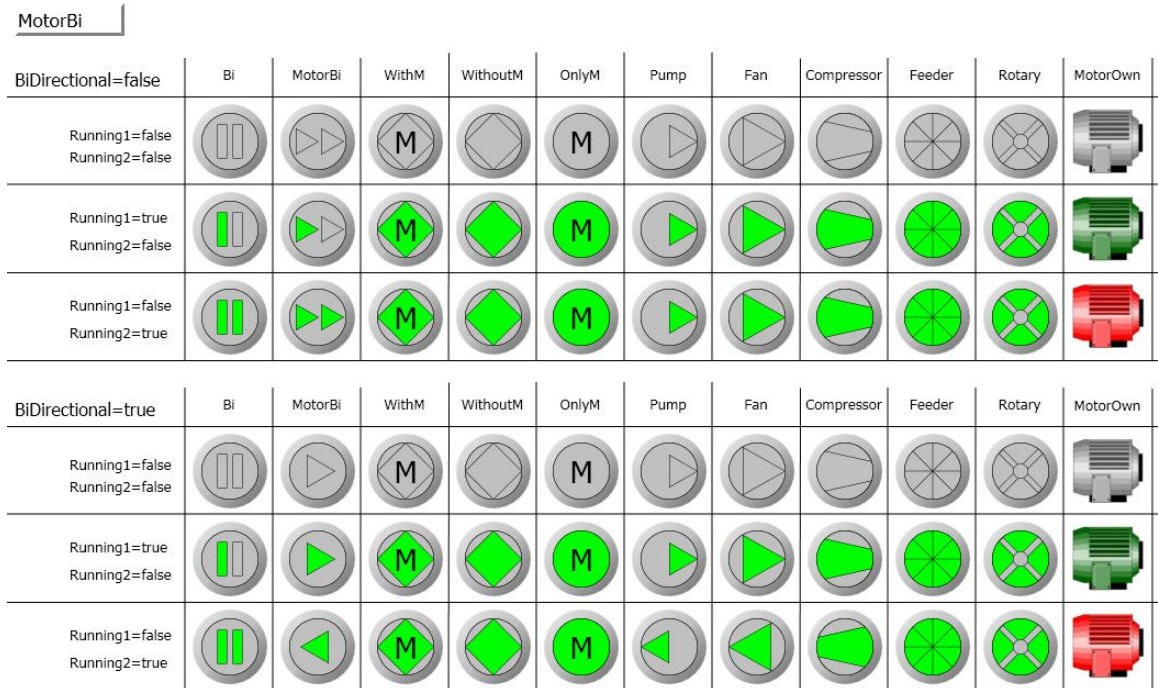 MotorBi
BiDirectional=false Bi MotorBi WithM WithoutM OnlyM Pump Fan Compressor Feeder Rotary MotorOwn
Running1=false
Running2=false
M M
Running1=true
Running2=false
M M
Running1=false
Running2=true
M M
BiDirectional=true Bi MotorBi WithM WithoutM OnlyM Pump Fan Compressor Feeder Rotary MotorOwn
Running1=false
Running2=false
M M
Running1=true
Running2=false
M M
Running1=false
Running2=true
M M